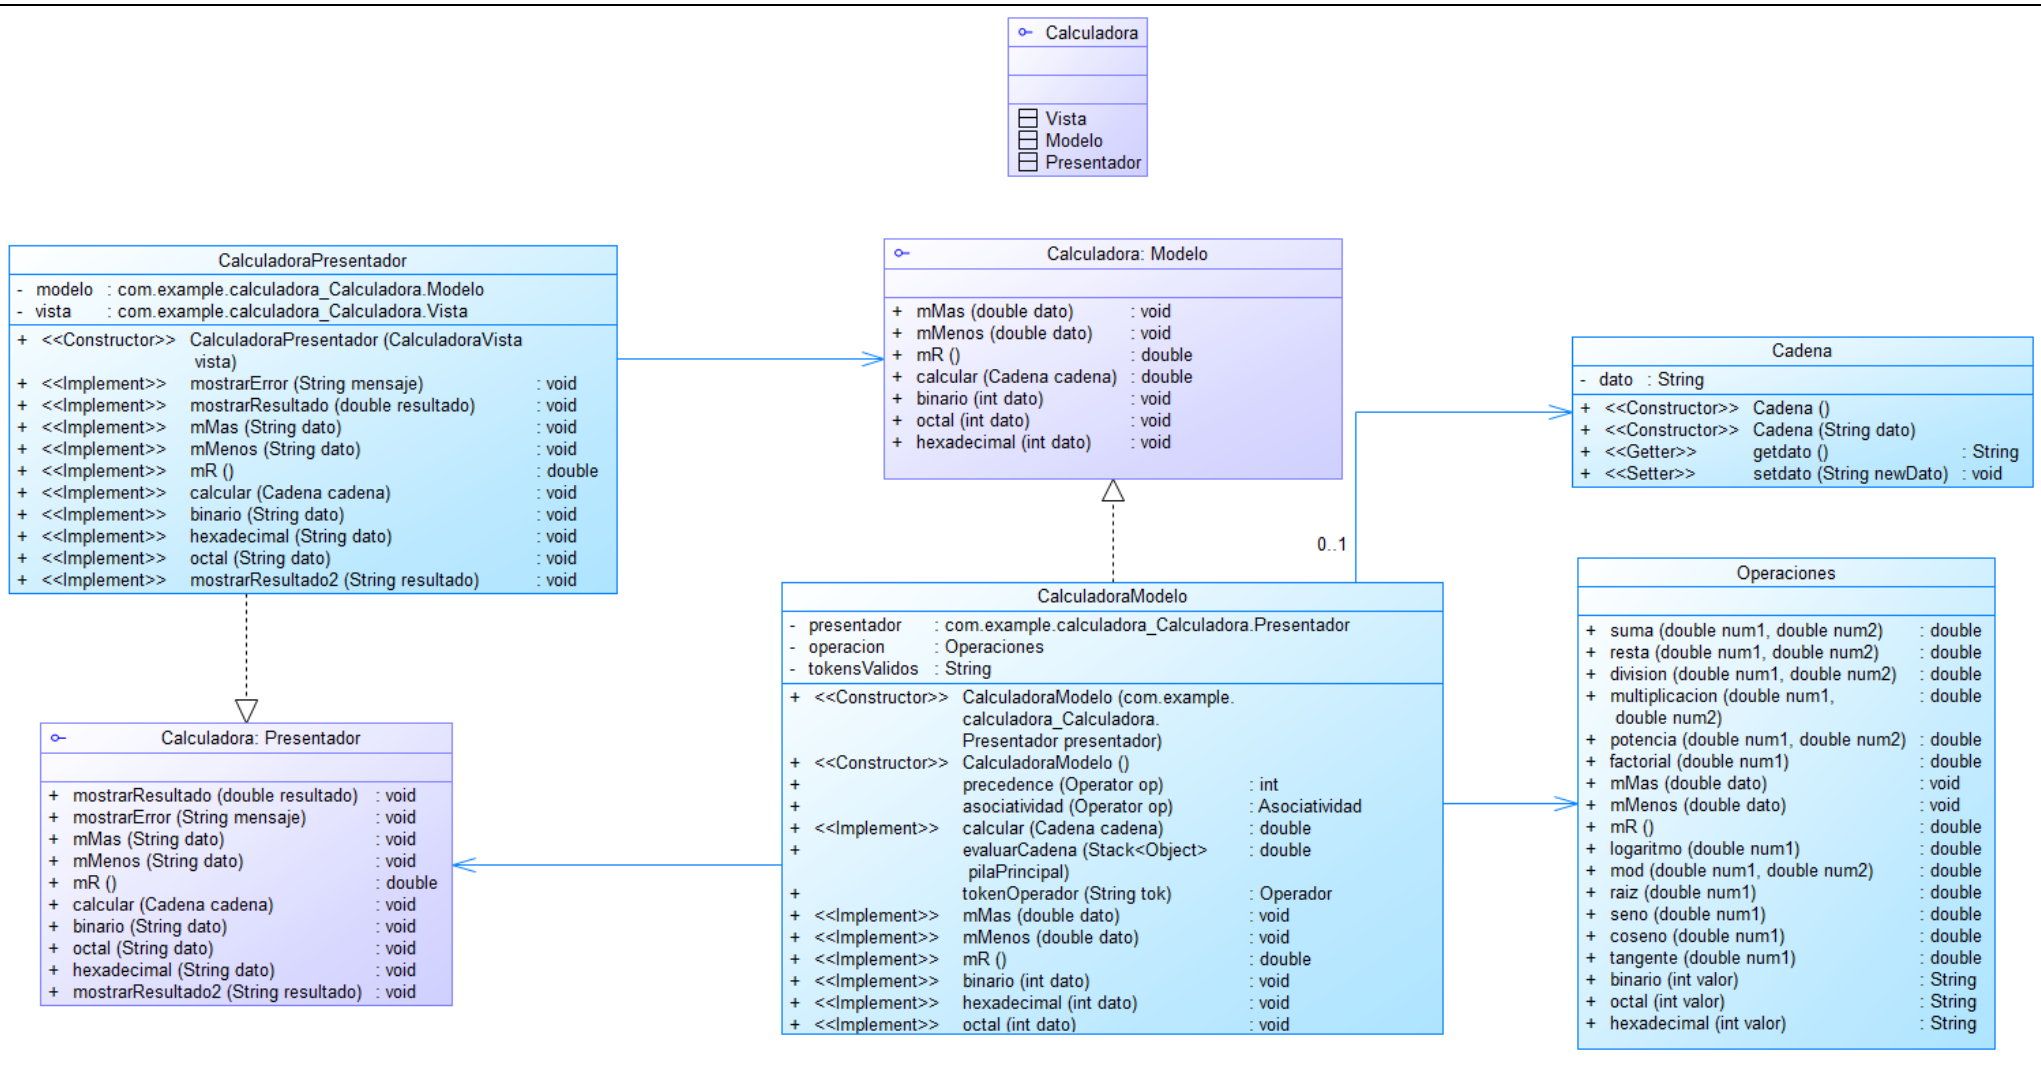 Calculadora
Vista
Modelo
Presentador
CalculadoraPresentador
- modelo : com.example.calculadora_Calculadora.Modelo
- vista : com.example.calculadora_Calculadora.Vista
+ <<Constructor>> CalculadoraPresentador (CalculadoraVista
vista)
+ <<Implement>> mostrarError (String mensaje) : void
+ <<Implement>> mostrarResultado (double resultado) : void
+ <<Implement>> mMas (String dato) : void
+ <<Implement>> mMenos (String dato) : void
+ <<Implement>> mR () : double
+ <<Implement>> calcular (Cadena cadena) : void
+ <<Implement>> binario (String dato) : void
+ <<Implement>> hexadecimal (String dato) : void
+ <<Implement>> octal (String dato) : void
+ <<Implement>> mostrarResultado2 (String resultado) : void
Calculadora: Modelo
+ mMas (double dato) : void
+ mMenos (double dato) : void
+ mR () : double
+ calcular (Cadena cadena) : double
+ binario (int dato) : void
+ octal (int dato) : void
+ hexadecimal (int dato) : void
Cadena
- dato : String
+ <<Constructor>> Cadena ()
+ <<Constructor>> Cadena (String dato)
+ <<Getter>> getdato () : String
+ <<Setter>> setdato (String newDato) : void
0..1
Calculadora: Presentador
+ mostrarResultado (double resultado) : void
+ mostrarError (String mensaje) : void
+ mMas (String dato) : void
+ mMenos (String dato) : void
+ mR () : double
+ calcular (Cadena cadena) : void
+ binario (String dato) : void
+ octal (String dato) : void
+ hexadecimal (String dato) : void
+ mostrarResultado2 (String resultado) : void
CalculadoraModelo
- presentador : com.example.calculadora_Calculadora.Presentador
- operacion : Operaciones
- tokensValidos : String
+ <<Constructor>> CalculadoraModelo (com.example.
calculadora_Calculadora.
Presentador presentador)
+ <<Constructor>> CalculadoraModelo ()
+ precedence (Operator op) : int
+ asociatividad (Operator op) : Asociatividad
+ <<Implement>> calcular (Cadena cadena) : double
+ evaluarCadena (Stack<Object> : double
pilaPrincipal)
+ tokenOperador (String tok) : Operador
+ <<Implement>> mMas (double dato) : void
+ <<Implement>> mMenos (double dato) : void
+ <<Implement>> mR () : double
+ <<Implement>> binario (int dato) : void
+ <<Implement>> hexadecimal (int dato) : void
+ <<Implement>> octal (int dato) : void
Operaciones
+ suma (double num1, double num2) : double
+ resta (double num1, double num2) : double
+ division (double num1, double num2) : double
+ multiplicacion (double num1, : double
double num2)
+ potencia (double num1, double num2) : double
+ factorial (double num1) : double
+ mMas (double dato) : void
+ mMenos (double dato) : void
+ mR () : double
+ logaritmo (double num1) : double
+ mod (double num1, double num2) : double
+ raiz (double num1) : double
+ seno (double num1) : double
+ coseno (double num1) : double
+ tangente (double num1) : double
+ binario (int valor) : String
+ octal (int valor) : String
+ hexadecimal (int valor) : String